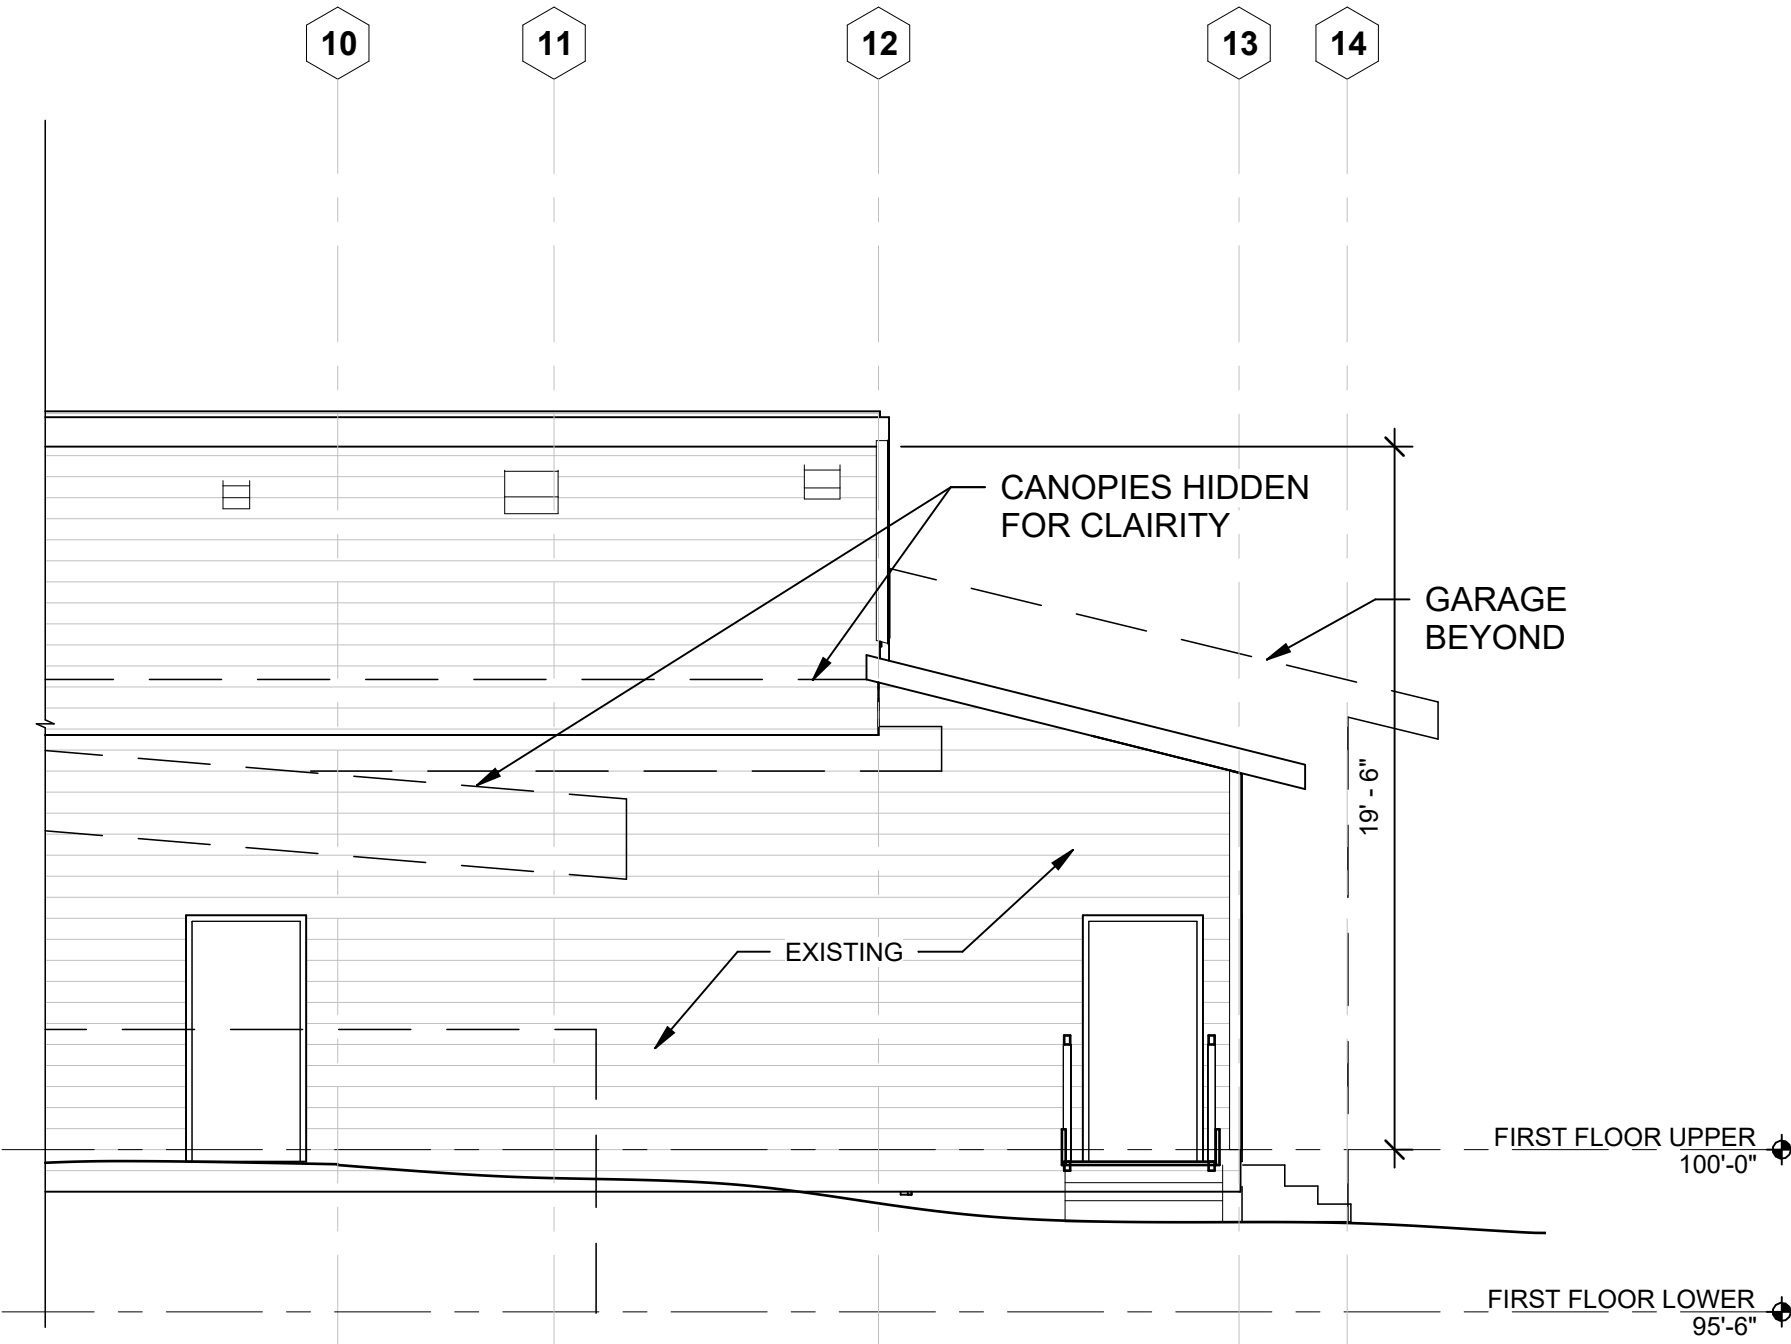 10
11
12
13
14
CANOPIES HIDDEN
FOR CLAIRITY
GARAGE
BEYOND
19' - 6"
EXISTING
FIRST FLOOR UPPER
100'-0"
FIRST FLOOR LOWER
95'-6"